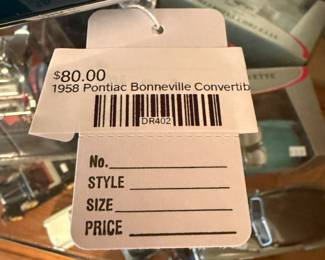 $80.00
1958 Pontiac Bonneville Convertib
DR402
No.
STYLE
SIZE
PRICE